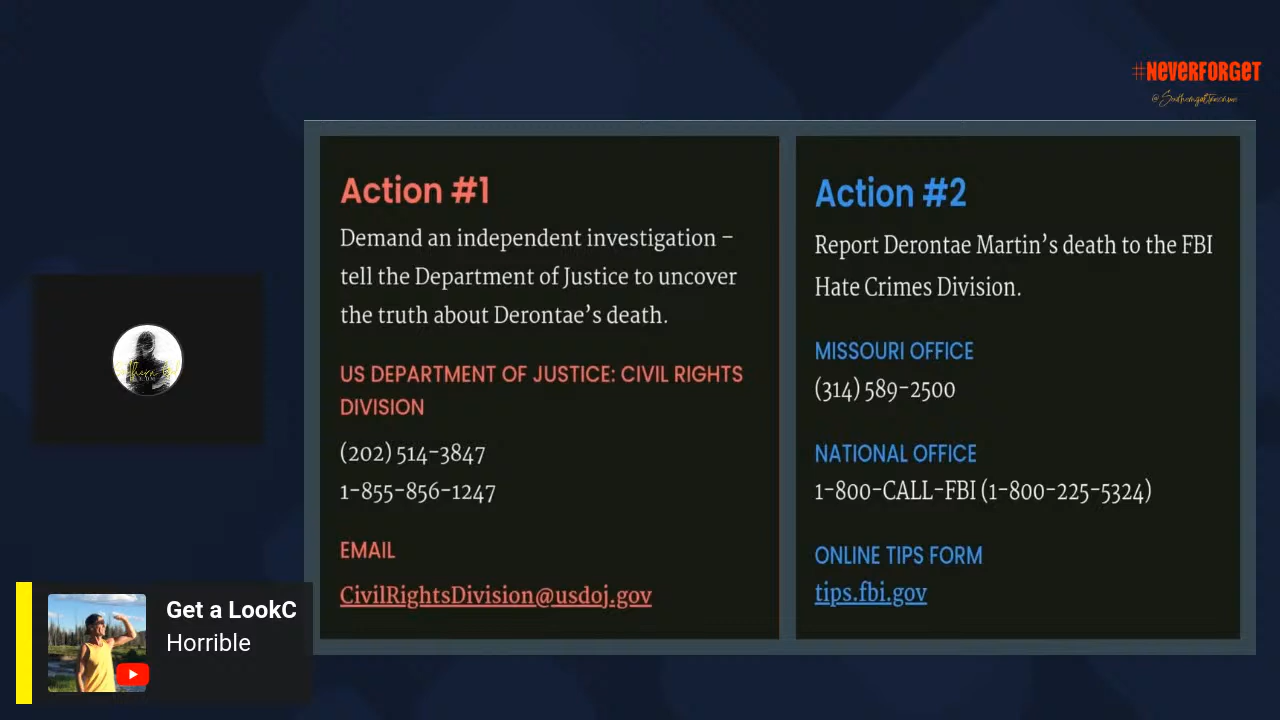 #NEVERFORGET
Action #1
Demand an independent investigation –
tell the Department of Justice to uncover
the truth about Derontae's death.
US DEPARTMENT OF JUSTICE: CIVIL RIGHTS
DIVISION
(202) 514-3847
1-855-856-1247
EMAIL
CivilRightsDivision@usdoj.gov
Action #2
Report Derontae Martin's death to the FBI
Hate Crimes Division.
MISSOURI OFFICE
(314) 589-2500
NATIONAL OFFICE
1-800-CALL-FBI (1-800-225-5324)
ONLINE TIPS FORM
tips.fbi.gov
Get a LookC
Horrible